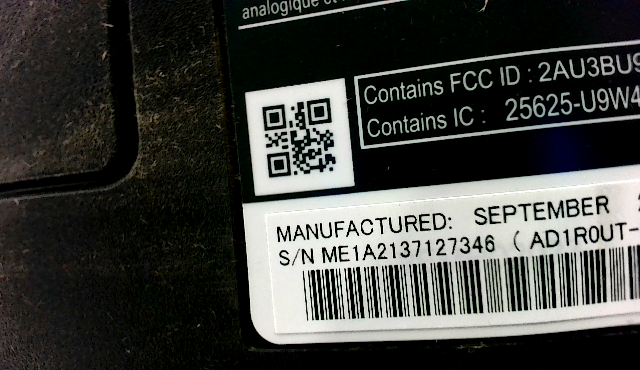 analogique et
Contains FCC ID : 2AU3BU9
Contains IC : 25625-U9W4
MANUFACTURED: SEPTEMBER
S/N ME1A2137127346 ( AD1R0UT-